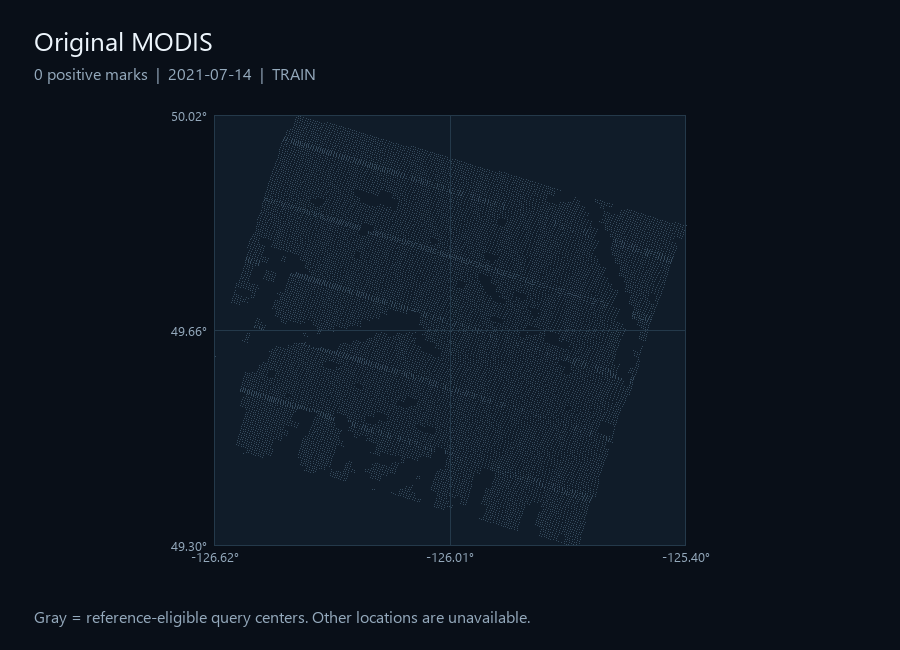 Original MODIS
0 positive marks | 2021-07-14 | TRAIN
50.02°
49.66°
49.30°
-126.62°
-126.01°
-125.40°
Gray = reference-eligible query centers. Other locations are unavailable.